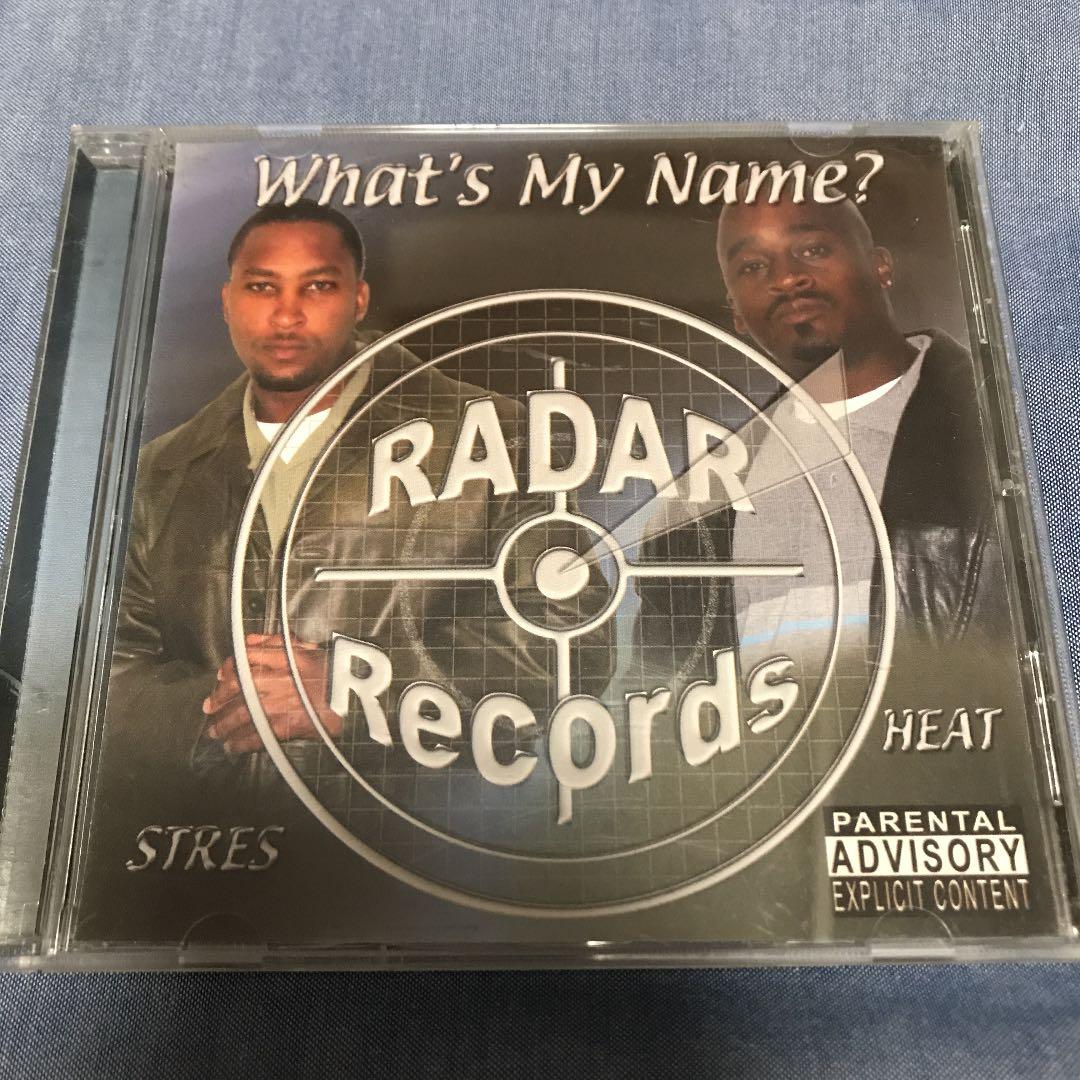 What's My Name?
RADAR
Records
HEAT
STRES
PARENTAL
ADVISORY
EXPLICIT CONTENT